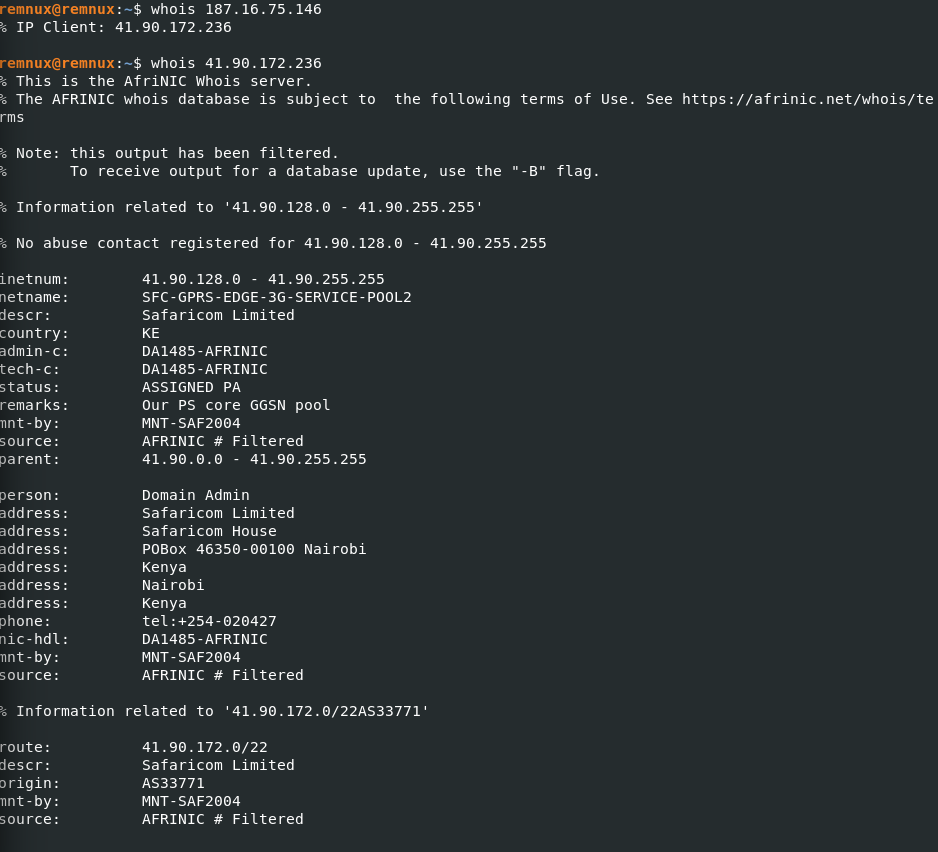 remnux@remnux:~$ whois 187.16.75.146
% IP Client: 41.90.172.236
remnux@remnux:~$ whois 41.90.172.236
% This is the AfriNIC Whois server.
% The AFRINIC whois database is subject to  the following terms of Use. See https://afrinic.net/whois/te
rms
% Note: this output has been filtered.
%       To receive output for a database update, use the "-B" flag.
% Information related to '41.90.128.0 - 41.90.255.255'
% No abuse contact registered for 41.90.128.0 - 41.90.255.255
inetnum:        41.90.128.0 - 41.90.255.255
netname:        SFC-GPRS-EDGE-3G-SERVICE-POOL2
descr:          Safaricom Limited
country:        KE
admin-c:        DA1485-AFRINIC
tech-c:         DA1485-AFRINIC
status:         ASSIGNED PA
remarks:        Our PS core GGSN pool
mnt-by:         MNT-SAF2004
source:         AFRINIC # Filtered
parent:         41.90.0.0 - 41.90.255.255
person:         Domain Admin
address:        Safaricom Limited
address:        Safaricom House
address:        POBox 46350-00100 Nairobi
address:        Kenya
address:        Nairobi
address:        Kenya
phone:          tel:+254-020427
nic-hdl:        DA1485-AFRINIC
mnt-by:         MNT-SAF2004
source:         AFRINIC # Filtered
% Information related to '41.90.172.0/22AS33771'
route:          41.90.172.0/22
descr:          Safaricom Limited
origin:         AS33771
mnt-by:         MNT-SAF2004
source:         AFRINIC # Filtered